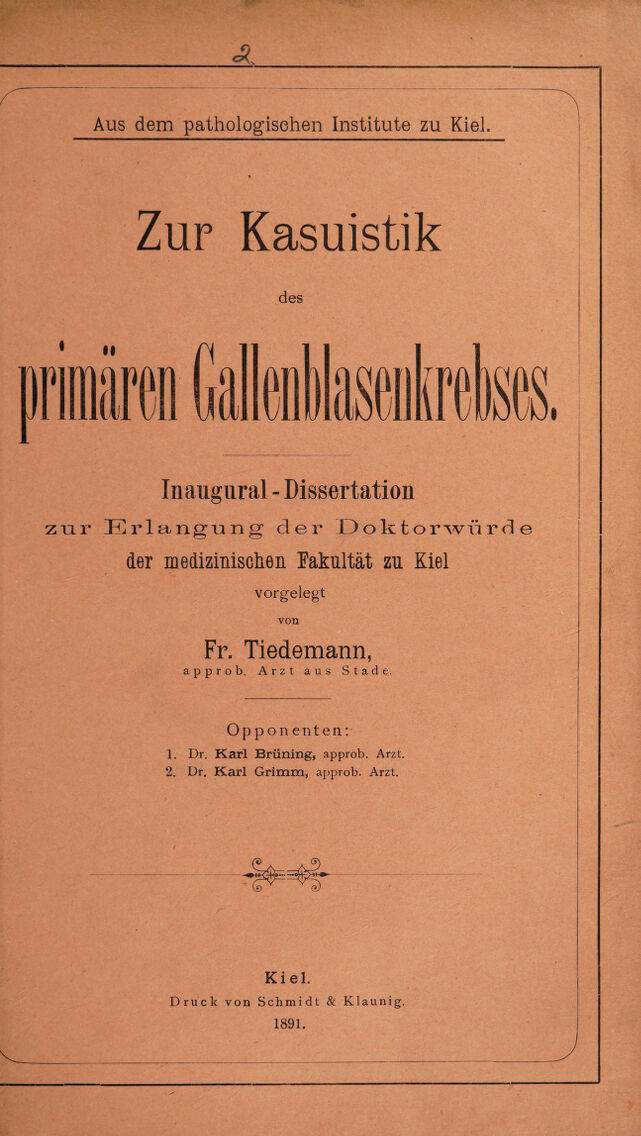 2
Aus dem pathologischen Institute zu Kiel.
Zur Kasuistik
des
primären Gallenblasenkrebses.
Inaugural-Dissertation
zur Erlangung der Doktorwürde
der medizinischen Fakultät zu Kiel
vorgelegt
von
Fr. Tiedemann,
approb. Arzt aus Stade.
Opponenten:
1. Dr. Karl Brüning, approb. Arzt.
2. Dr. Karl Grimm, approb. Arzt.
Kiel.
Druck von Schmidt & Klaunig.
1891.